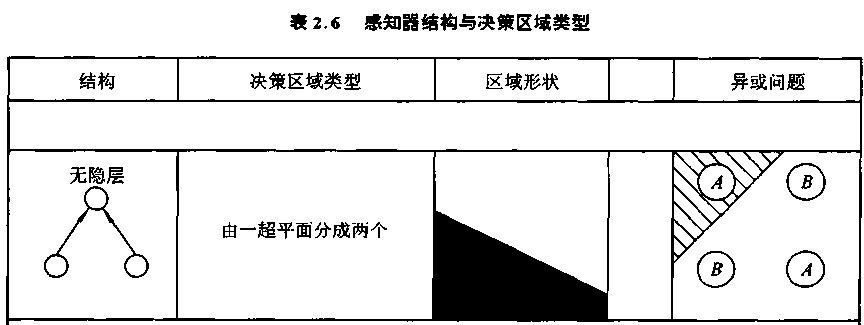 表2.6 感知器结构与决策区域类型
结构 决策区域类型 区域形状 异或问题
无隐层
由一超平面分成两个
A B
B A